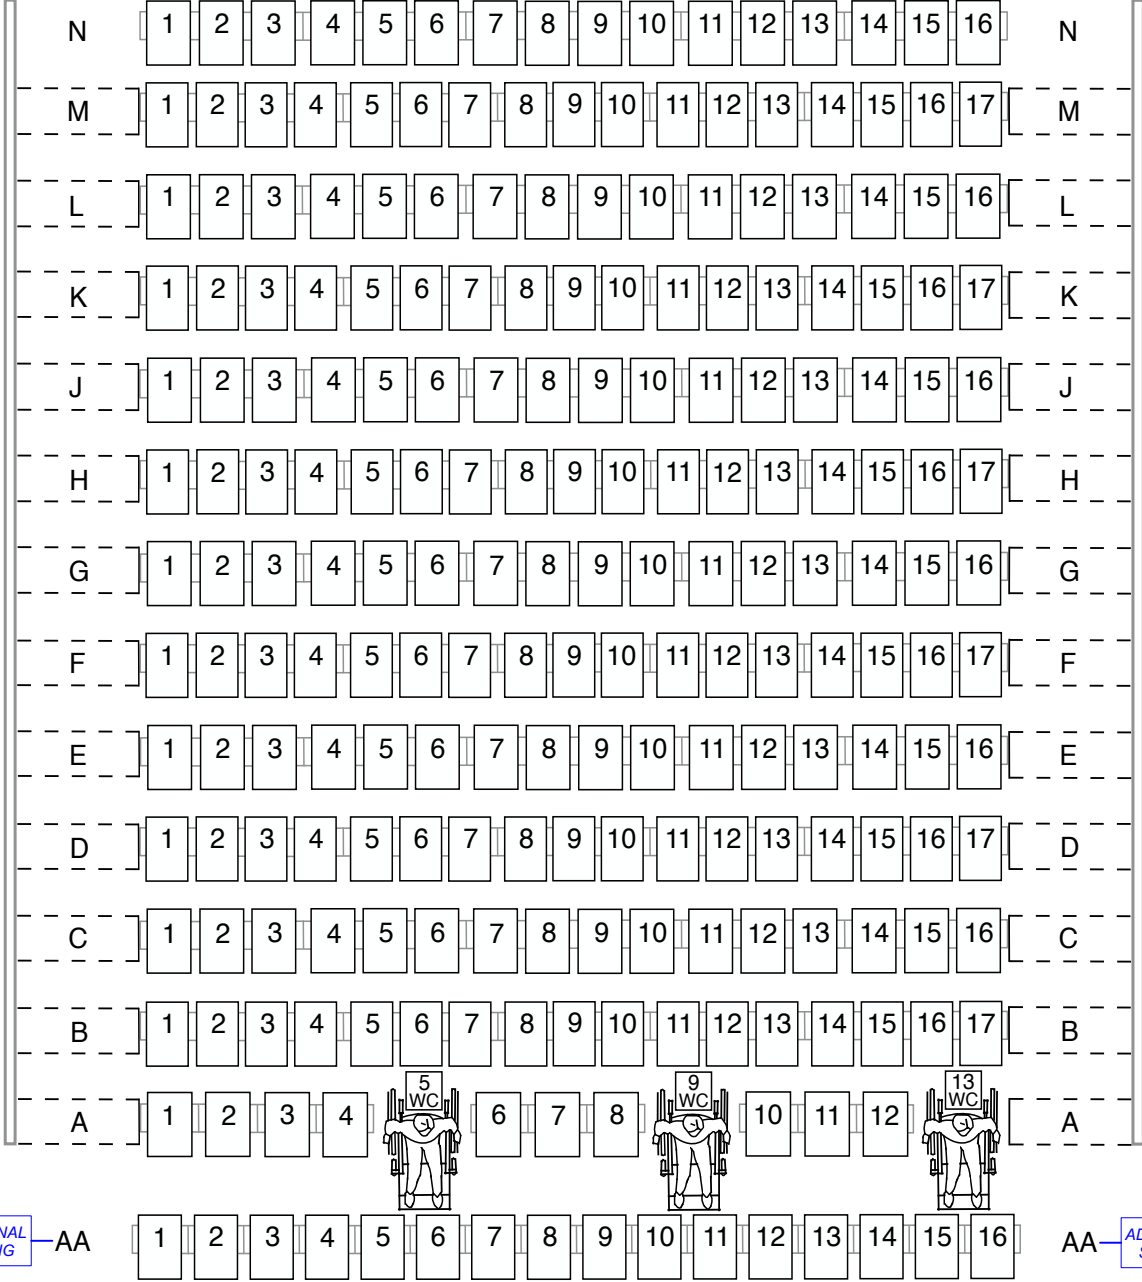 N 1 2 3 4 5 6 7 8 9 10 11 12 13 14 15 16 N
M 1 2 3 4 5 6 7 8 9 10 11 12 13 14 15 16 17 M
L 1 2 3 4 5 6 7 8 9 10 11 12 13 14 15 16 L
K 1 2 3 4 5 6 7 8 9 10 11 12 13 14 15 16 17 K
J 1 2 3 4 5 6 7 8 9 10 11 12 13 14 15 16 J
H 1 2 3 4 5 6 7 8 9 10 11 12 13 14 15 16 17 H
G 1 2 3 4 5 6 7 8 9 10 11 12 13 14 15 16 G
F 1 2 3 4 5 6 7 8 9 10 11 12 13 14 15 16 17 F
E 1 2 3 4 5 6 7 8 9 10 11 12 13 14 15 16 E
D 1 2 3 4 5 6 7 8 9 10 11 12 13 14 15 16 17 D
C 1 2 3 4 5 6 7 8 9 10 11 12 13 14 15 16 C
B 1 2 3 4 5 6 7 8 9 10 11 12 13 14 15 16 17 B
A 1 2 3 4 5 WC 6 7 8 9 WC 10 11 12 13 WC A
NAL AA 1 2 3 4 5 6 7 8 9 10 11 12 13 14 15 16 AA AD
NG S